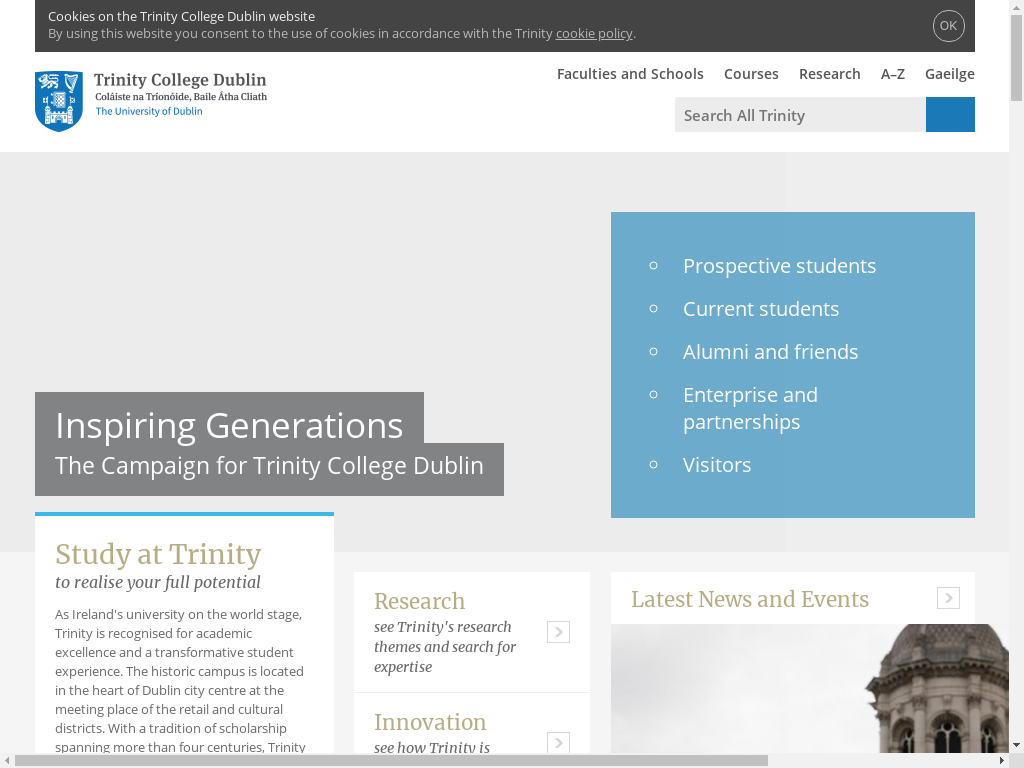 Cookies on the Trinity College Dublin website
By using this website you consent to the use of cookies in accordance with the Trinity cookie policy.
OK
Trinity College Dublin
Coláiste na Tríonóide, Baile Átha Cliath
The University of Dublin
Faculties and Schools Courses Research A–Z Gaeilge
Search All Trinity
Prospective students
Current students
Alumni and friends
Enterprise and
partnerships
Visitors
Inspiring Generations
The Campaign for Trinity College Dublin
Study at Trinity
to realise your full potential
As Ireland's university on the world stage,
Trinity is recognised for academic
excellence and a transformative student
experience. The historic campus is located
in the heart of Dublin city centre at the
meeting place of the retail and cultural
districts. With a tradition of scholarship
spanning more than four centuries, Trinity
Research
see Trinity's research
themes and search for
expertise
Innovation
see how Trinity is
Latest News and Events